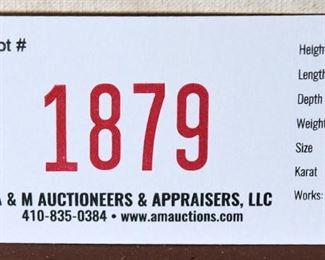 ot #
1879
A & M AUCTIONEERS & APPRAISERS, LLC
410-835-0384 • www.amauctions.com
Height
Length
Depth
Weight
Size
Karat
Works: